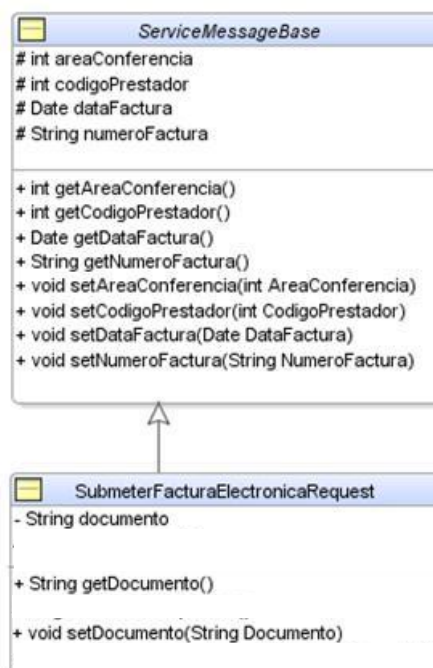 ServiceMessageBase
# int areaConferencia
# int codigoPrestador
# Date dataFactura
# String numeroFactura
+ int getAreaConferencia()
+ int getCodigoPrestador()
+ Date getDataFactura()
+ String getNumeroFactura()
+ void setAreaConferencia(int AreaConferencia)
+ void setCodigoPrestador(int CodigoPrestador)
+ void setDataFactura(Date DataFactura)
+ void setNumeroFactura(String NumeroFactura)
SubmeterFacturaElectronicaRequest
- String documento
+ String getDocumento()
+ void setDocumento(String Documento)